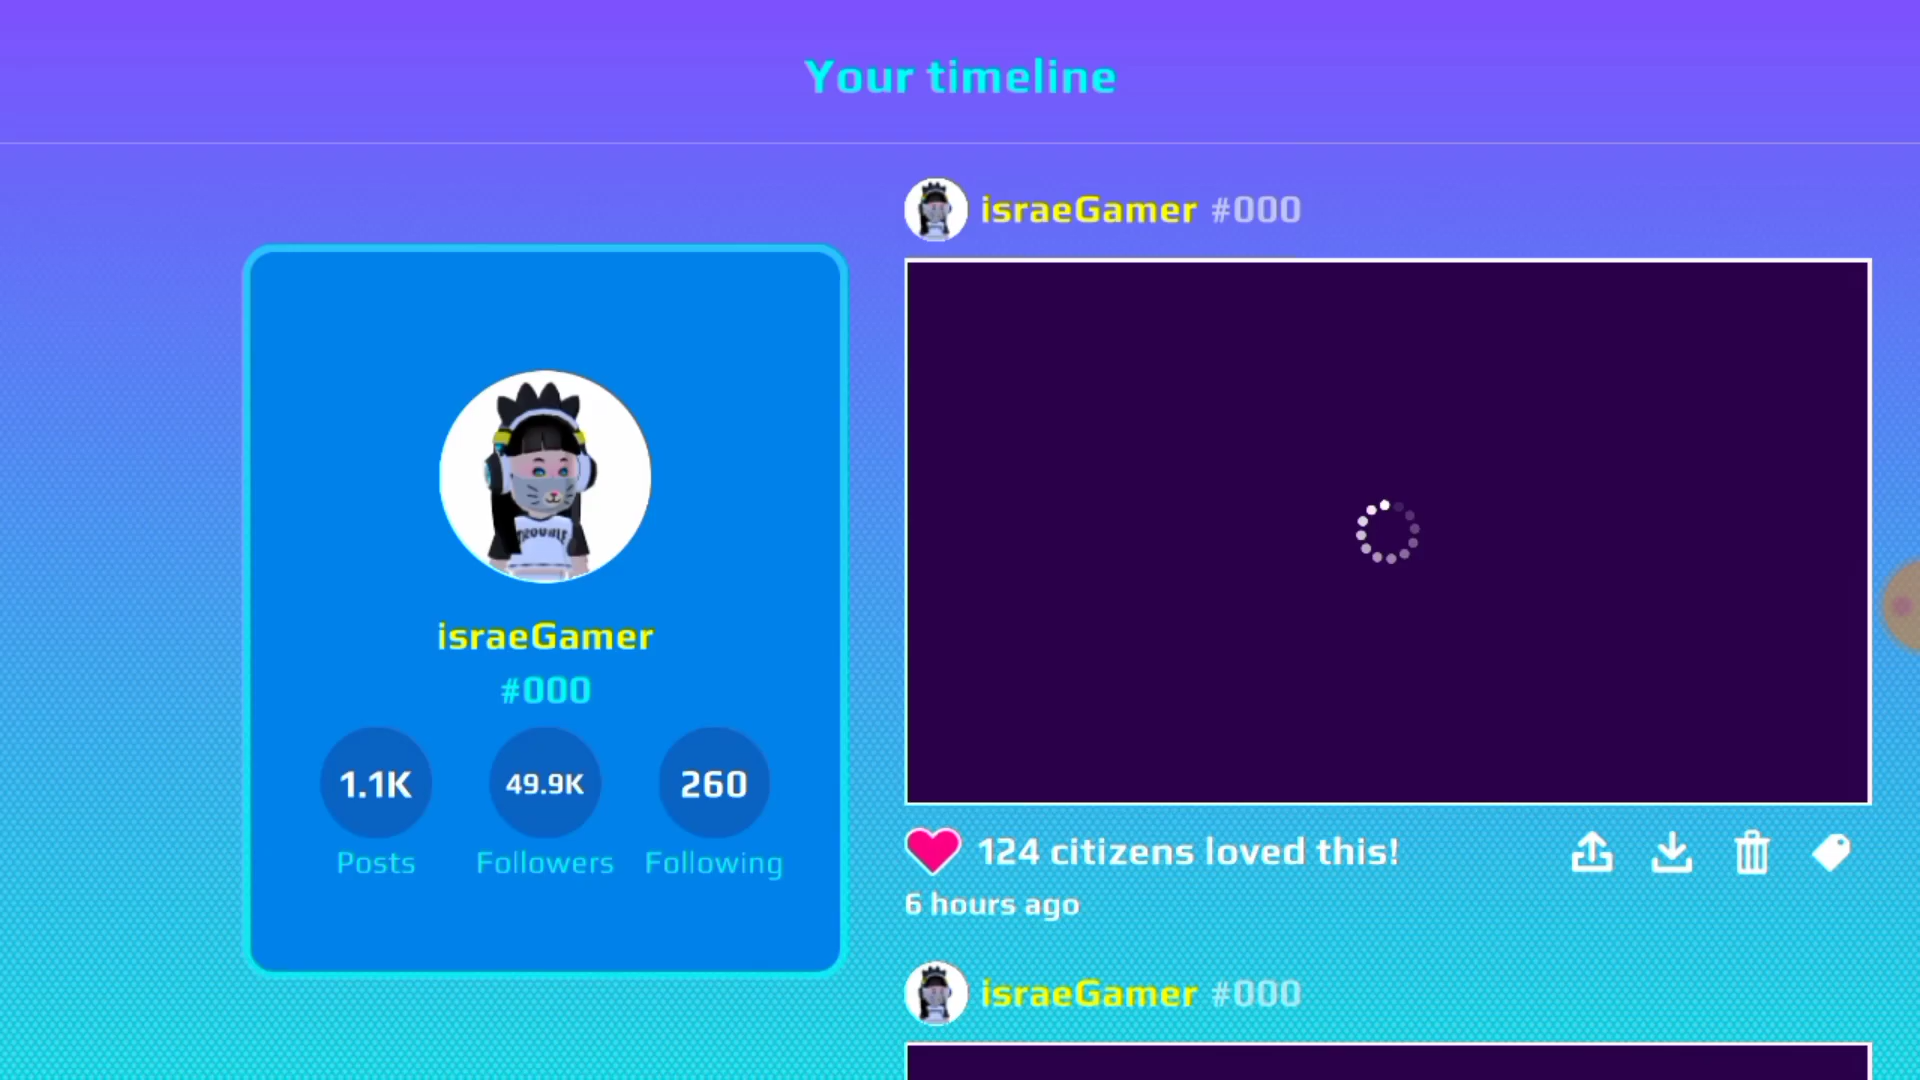 Your timeline
israeGamer #000
TROUBLE
israeGamer
#000
1.1K
49.9K
260
Posts
Followers
Following
124 citizens loved this!
6 hours ago
israeGamer #000